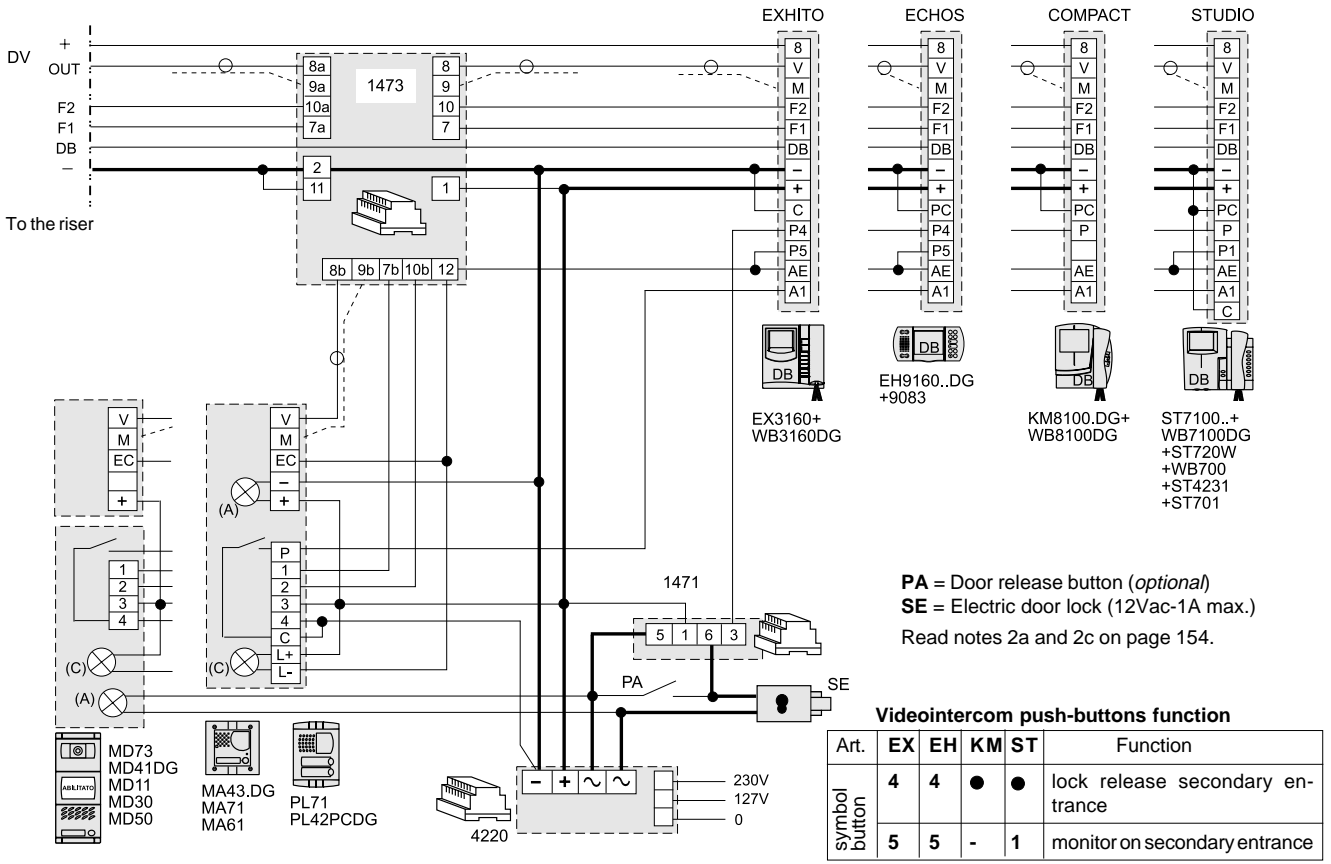 EXHITO ECHOS COMPACT STUDIO
DV
+
OUT
F2
F1
DB
−
To the riser
8a
9a
10a
7a
2
11
1473
8
9
10
7
1
8b 9b 7b 10b 12
8
V
M
F2
F1
DB
−
+
C
P4
P5
AE
A1
8
V
M
F2
F1
DB
−
+
PC
P4
P5
AE
A1
8
V
M
F2
F1
DB
−
+
PC
P
AE
A1
8
V
M
F2
F1
DB
−
+
PC
P
P1
AE
A1
C
DB
EX3160+
WB3160DG
DB
EH9160..DG
+9083
DB
KM8100.DG+
WB8100DG
DB
ST7100..+
WB7100DG
+ST720W
+WB700
+ST4231
+ST701
V
M
EC
+
1
2
3
4
(C)
(A)
V
M
EC
−
+
(A)
P
1
2
3
4
C
L+
L-
(C)
ABILITATO
MD73
MD41DG
MD11
MD30
MD50
MA43.DG
MA71
MA61
PL71
PL42PCDG
1471
5 1 6 3
PA
SE
− + ~ ~
230V
127V
0
4220
PA = Door release button (optional)
SE = Electric door lock (12Vac-1A max.)
Read notes 2a and 2c on page 154.
Videointercom push-buttons function
Art. EX EH KM ST Function
symbol
button
4 4 ● ● lock release secondary en-
trance
5 5 - 1 monitor on secondary entrance